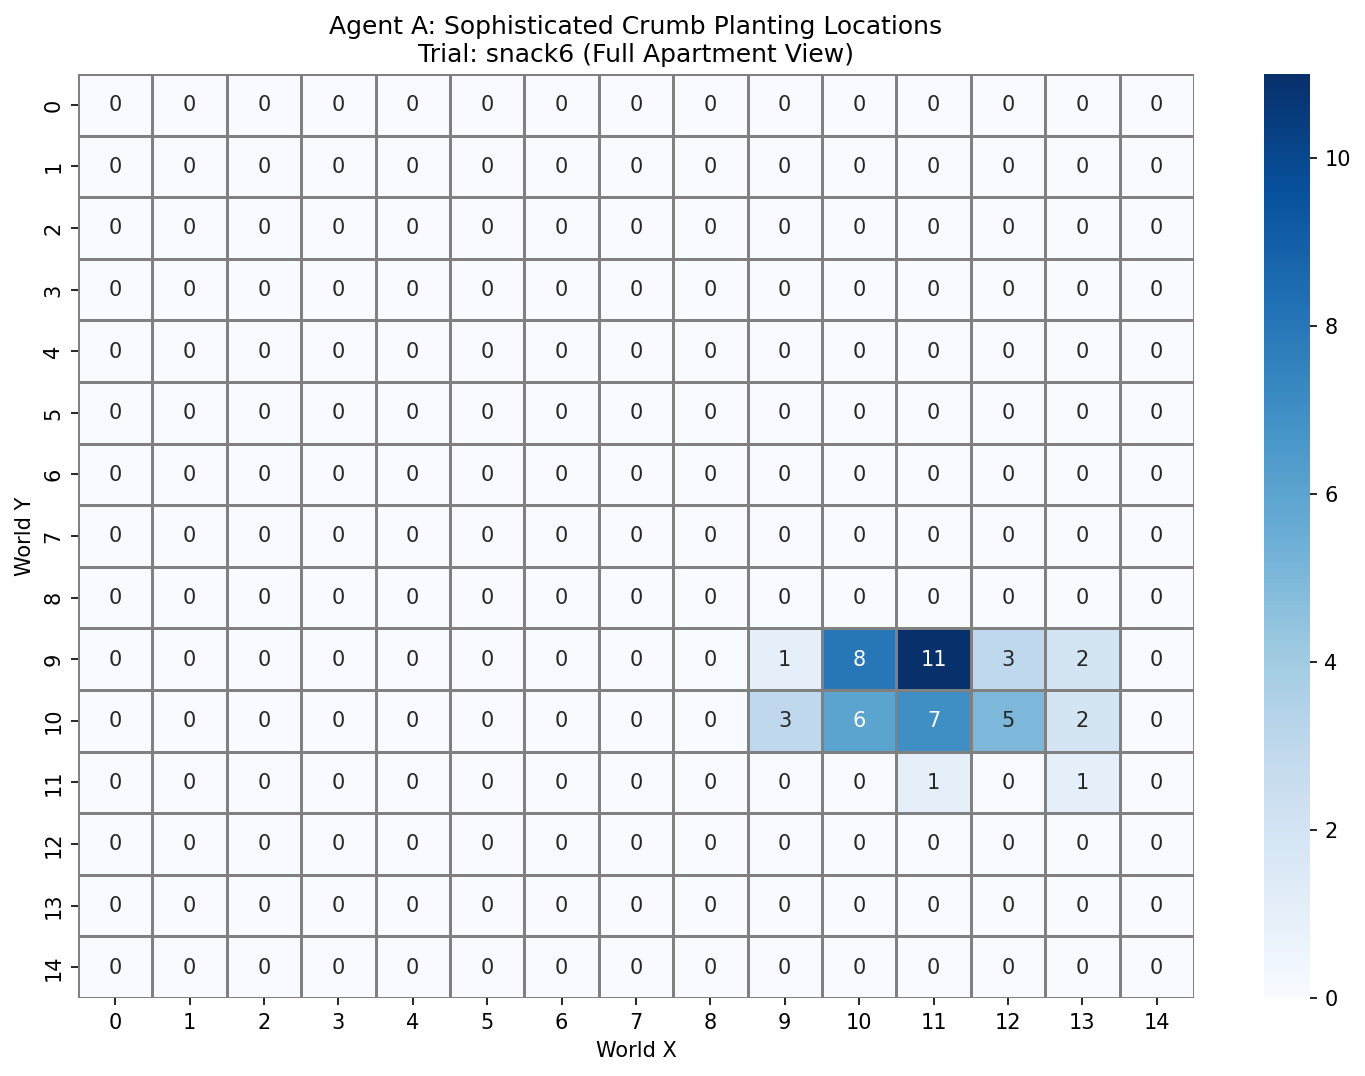 Agent A: Sophisticated Crumb Planting Locations
Trial: snack6 (Full Apartment View)
0 0 0 0 0 0 0 0 0 0 0 0 0 0 0 0
1 0 0 0 0 0 0 0 0 0 0 0 0 0 0 0
2 0 0 0 0 0 0 0 0 0 0 0 0 0 0 0
3 0 0 0 0 0 0 0 0 0 0 0 0 0 0 0
4 0 0 0 0 0 0 0 0 0 0 0 0 0 0 0
5 0 0 0 0 0 0 0 0 0 0 0 0 0 0 0
6 0 0 0 0 0 0 0 0 0 0 0 0 0 0 0
7 0 0 0 0 0 0 0 0 0 0 0 0 0 0 0
8 0 0 0 0 0 0 0 0 0 0 0 0 0 0 0
9 0 0 0 0 0 0 0 0 0 1 8 11 3 2 0
10 0 0 0 0 0 0 0 0 0 3 6 7 5 2 0
11 0 0 0 0 0 0 0 0 0 0 0 1 0 1 0
12 0 0 0 0 0 0 0 0 0 0 0 0 0 0 0
13 0 0 0 0 0 0 0 0 0 0 0 0 0 0 0
14 0 0 0 0 0 0 0 0 0 0 0 0 0 0 0
0 1 2 3 4 5 6 7 8 9 10 11 12 13 14
World X
World Y
10
8
6
4
2
0